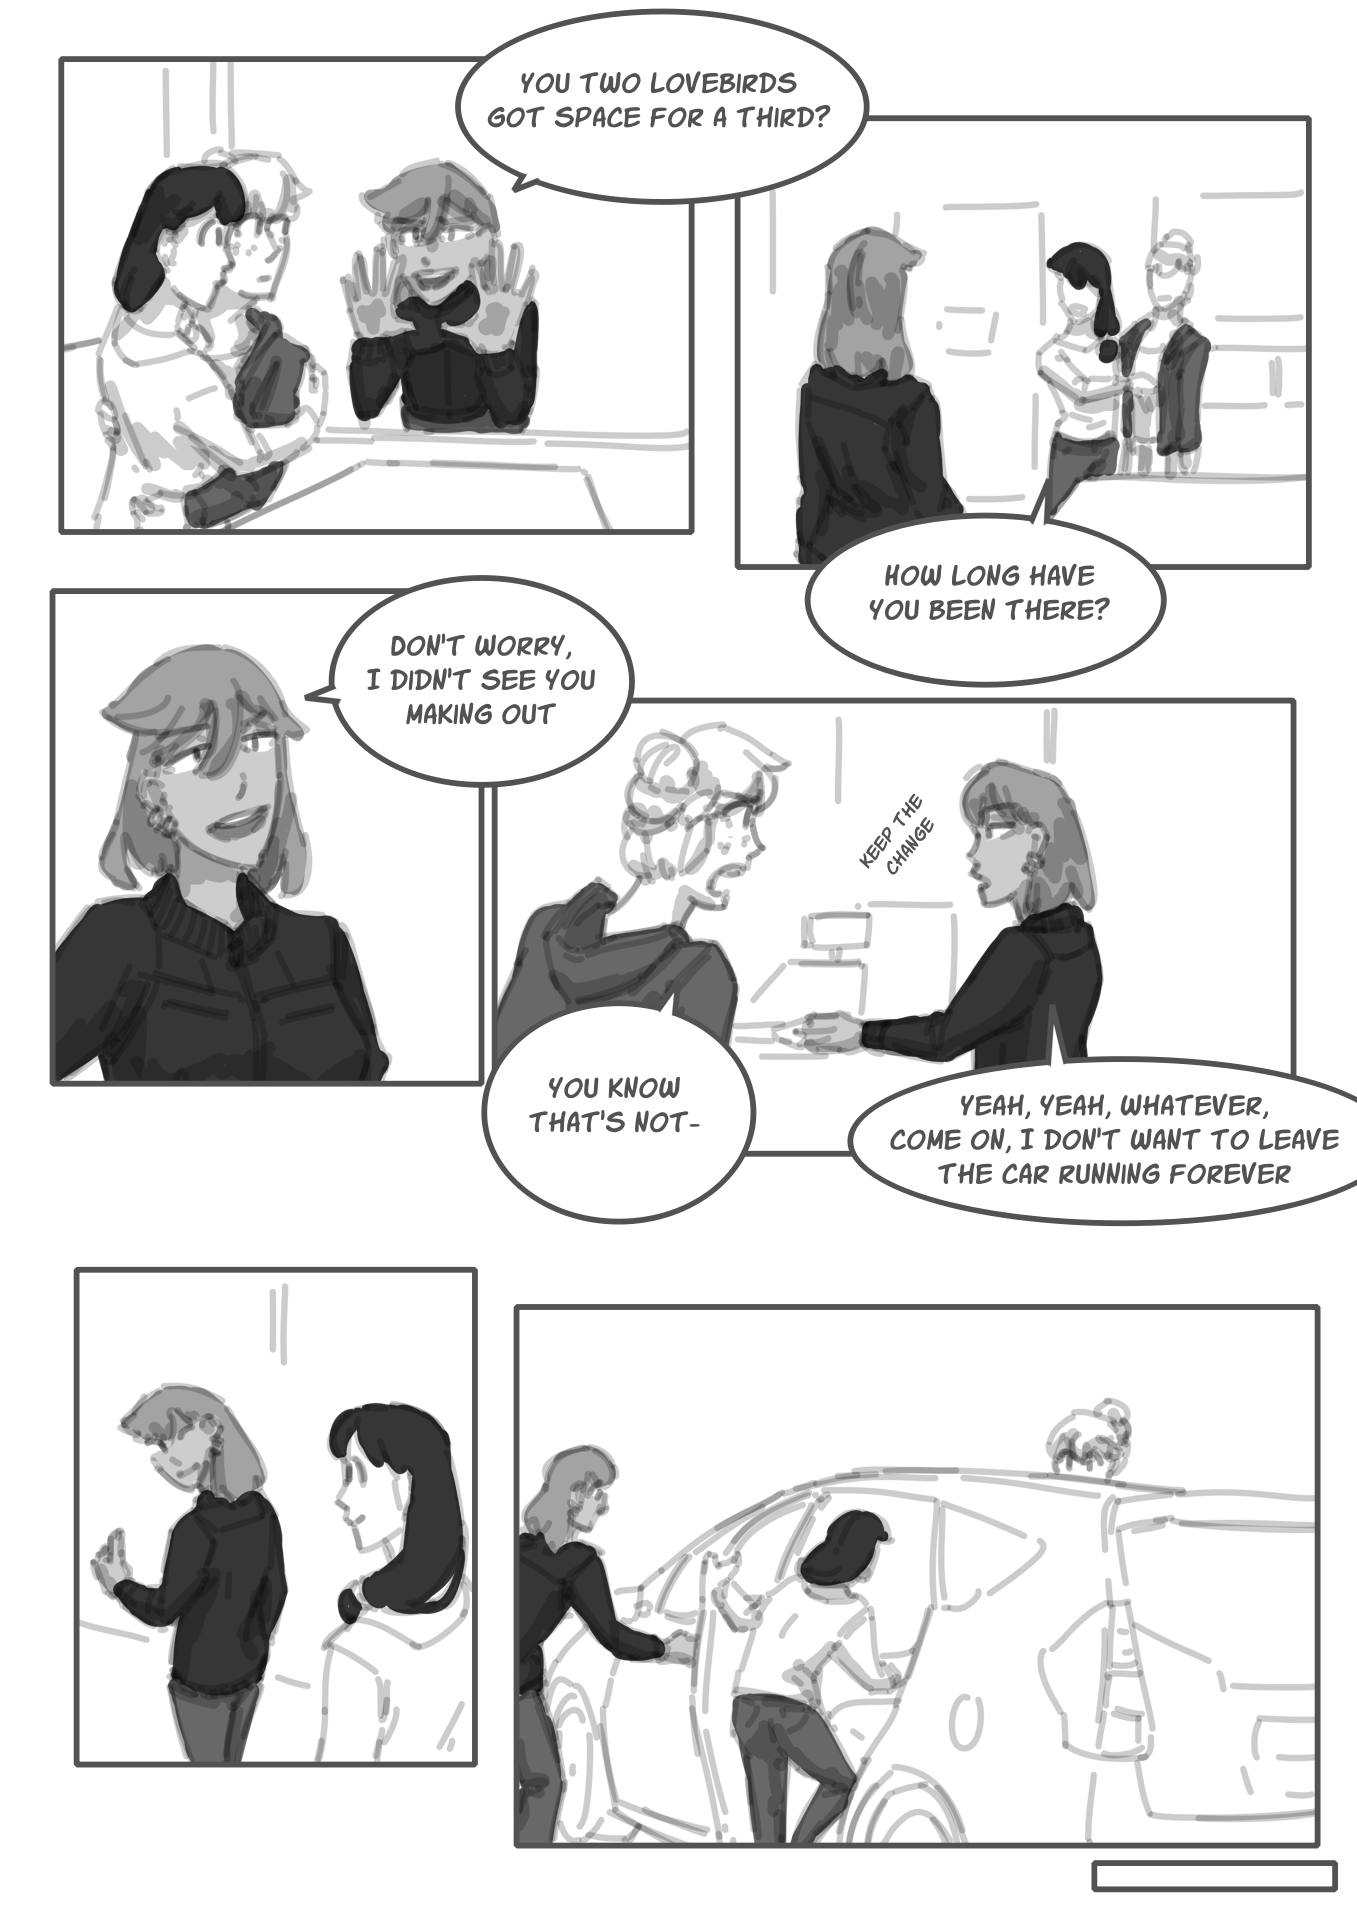 YOU TWO LOVEBIRDS
GOT SPACE FOR A THIRD?
HOW LONG HAVE
YOU BEEN THERE?
DON'T WORRY,
I DIDN'T SEE YOU
MAKING OUT
KEEP THE
CHANGE
YOU KNOW
THAT'S NOT-
YEAH, YEAH, WHATEVER,
COME ON, I DON'T WANT TO LEAVE
THE CAR RUNNING FOREVER